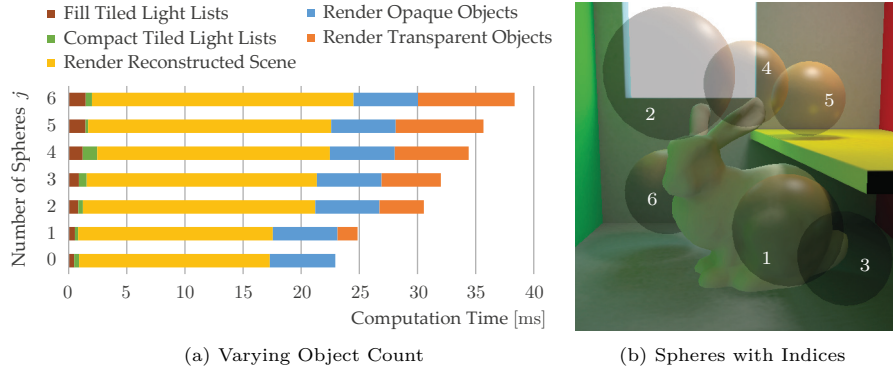 Fill Tiled Light Lists
Render Opaque Objects
Compact Tiled Light Lists
Render Transparent Objects
Render Reconstructed Scene
Number of Spheres j
6
5
4
3
2
1
0
0 5 10 15 20 25 30 35 40
Computation Time [ms]
(a) Varying Object Count
4
5
2
6
1
3
(b) Spheres with Indices